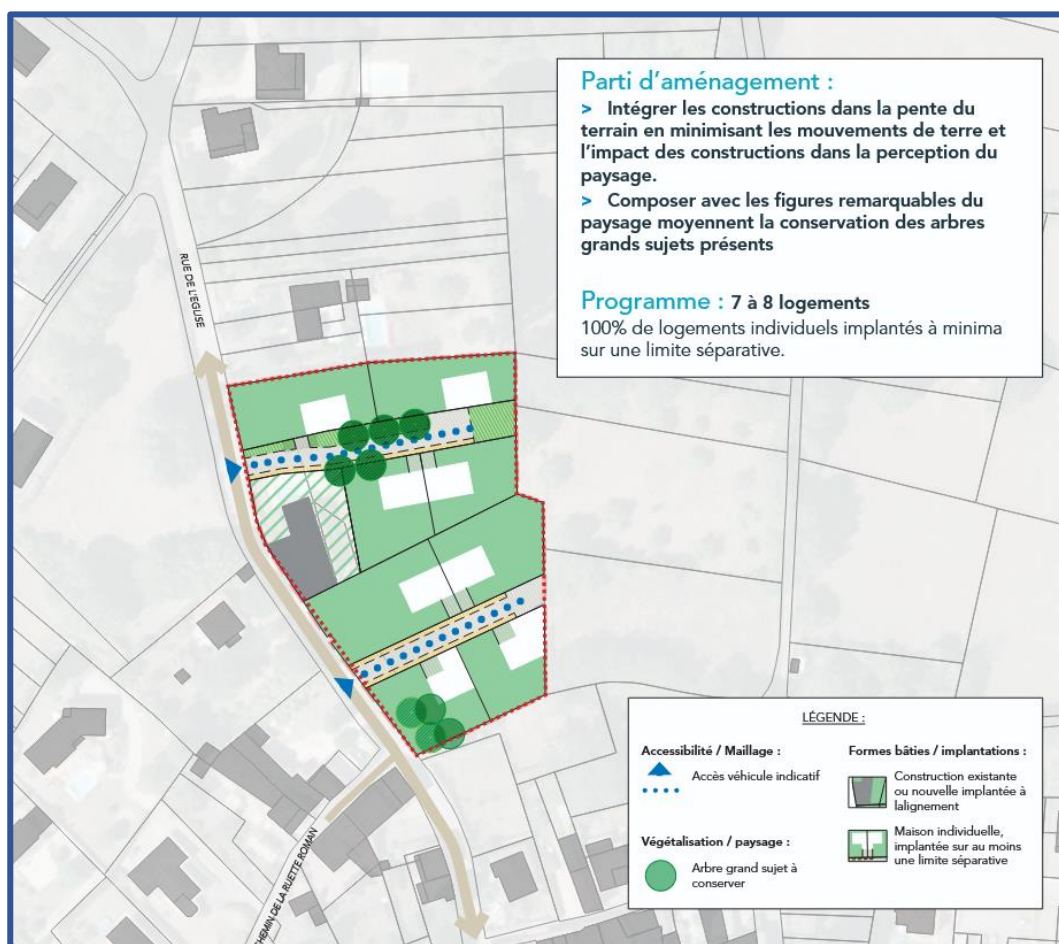 Parti d'aménagement :
> Intégrer les constructions dans la pente du
terrain en minimisant les mouvements de terre et
l'impact des constructions dans la perception du
paysage.
> Composer avec les figures remarquables du
paysage moyennent la conservation des arbres
grands sujets présents
Programme : 7 à 8 logements
100% de logements individuels implantés à minima
sur une limite séparative.
RUE DE L'EGLISE
CHEMIN DE LA RUETTE ROMAN
LÉGENDE :
Accessibilité / Maillage :
Accès véhicule indicatif
Végétalisation / paysage :
Arbre grand sujet à
conserver
Formes bâties / implantations :
Construction existante
ou nouvelle implantée à
lalignement
Maison individuelle,
implantée sur au moins
une limite séparative